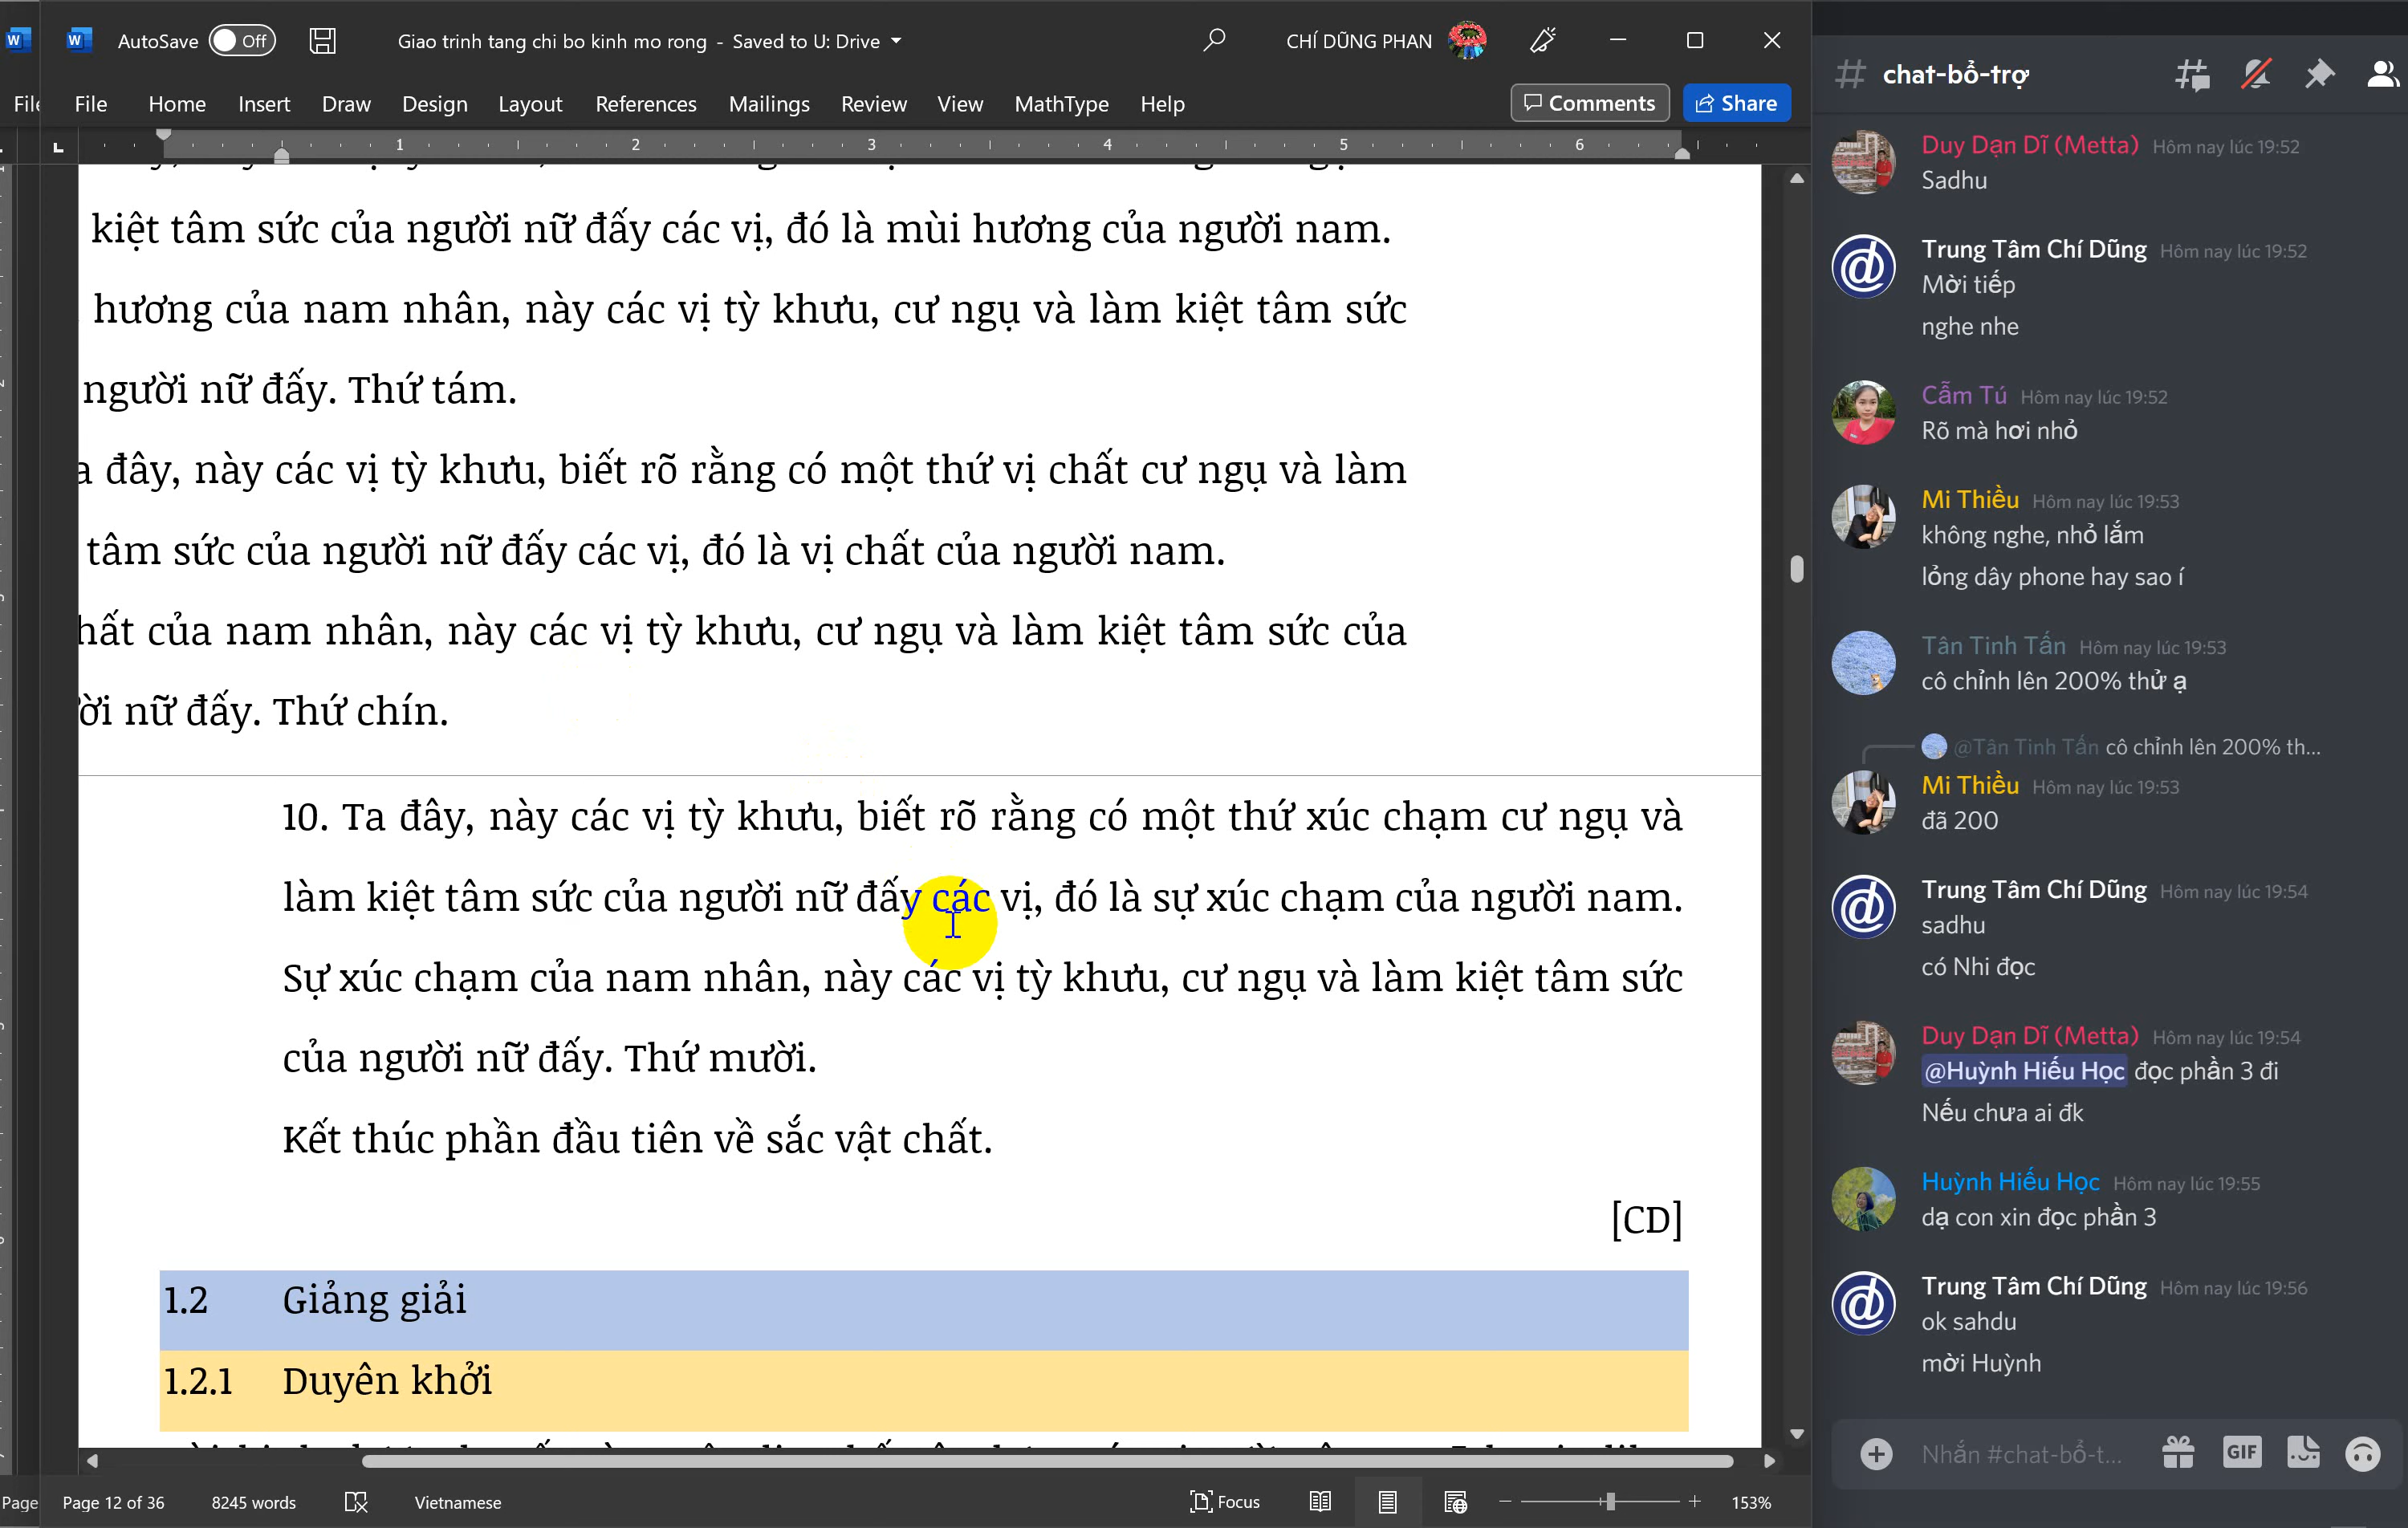 AutoSave Off Giao trinh tang chi bo kinh mo rong - Saved to U: Drive CHÍ DŨNG PHAN
File Home Insert Draw Design Layout References Mailings Review View MathType Help Comments Share
1 2 3 4 5 6
kiệt tâm sức của người nữ đấy các vị, đó là mùi hương của người nam.
hương của nam nhân, này các vị tỳ khưu, cư ngụ và làm kiệt tâm sức
người nữ đấy. Thứ tám.
a đây, này các vị tỳ khưu, biết rõ rằng có một thứ vị chất cư ngụ và làm
tâm sức của người nữ đấy các vị, đó là vị chất của người nam.
hất của nam nhân, này các vị tỳ khưu, cư ngụ và làm kiệt tâm sức của
ời nữ đấy. Thứ chín.
10. Ta đây, này các vị tỳ khưu, biết rõ rằng có một thứ xúc chạm cư ngụ và
làm kiệt tâm sức của người nữ đấy các vị, đó là sự xúc chạm của người nam.
Sự xúc chạm của nam nhân, này các vị tỳ khưu, cư ngụ và làm kiệt tâm sức
của người nữ đấy. Thứ mười.
Kết thúc phần đầu tiên về sắc vật chất.
[CD]
1.2 Giảng giải
1.2.1 Duyên khởi
Page Page 12 of 36 8245 words Vietnamese Focus 153%
# chat-bổ-trợ
Duy Dạn Dĩ (Metta) Hôm nay lúc 19:52
Sadhu
Trung Tâm Chí Dũng Hôm nay lúc 19:52
Mời tiếp
nghe nhe
Cẩm Tú Hôm nay lúc 19:52
Rõ mà hơi nhỏ
Mi Thiều Hôm nay lúc 19:53
không nghe, nhỏ lắm
lỏng dây phone hay sao í
Tân Tinh Tấn Hôm nay lúc 19:53
cô chỉnh lên 200% thử ạ
@Tân Tinh Tấn cô chỉnh lên 200% th...
Mi Thiều Hôm nay lúc 19:53
đã 200
Trung Tâm Chí Dũng Hôm nay lúc 19:54
sadhu
có Nhi đọc
Duy Dạn Dĩ (Metta) Hôm nay lúc 19:54
@Huỳnh Hiếu Học đọc phần 3 đi
Nếu chưa ai đk
Huỳnh Hiếu Học Hôm nay lúc 19:55
dạ con xin đọc phần 3
Trung Tâm Chí Dũng Hôm nay lúc 19:56
ok sahdu
mời Huỳnh
Nhắn #chat-bổ-t... GIF